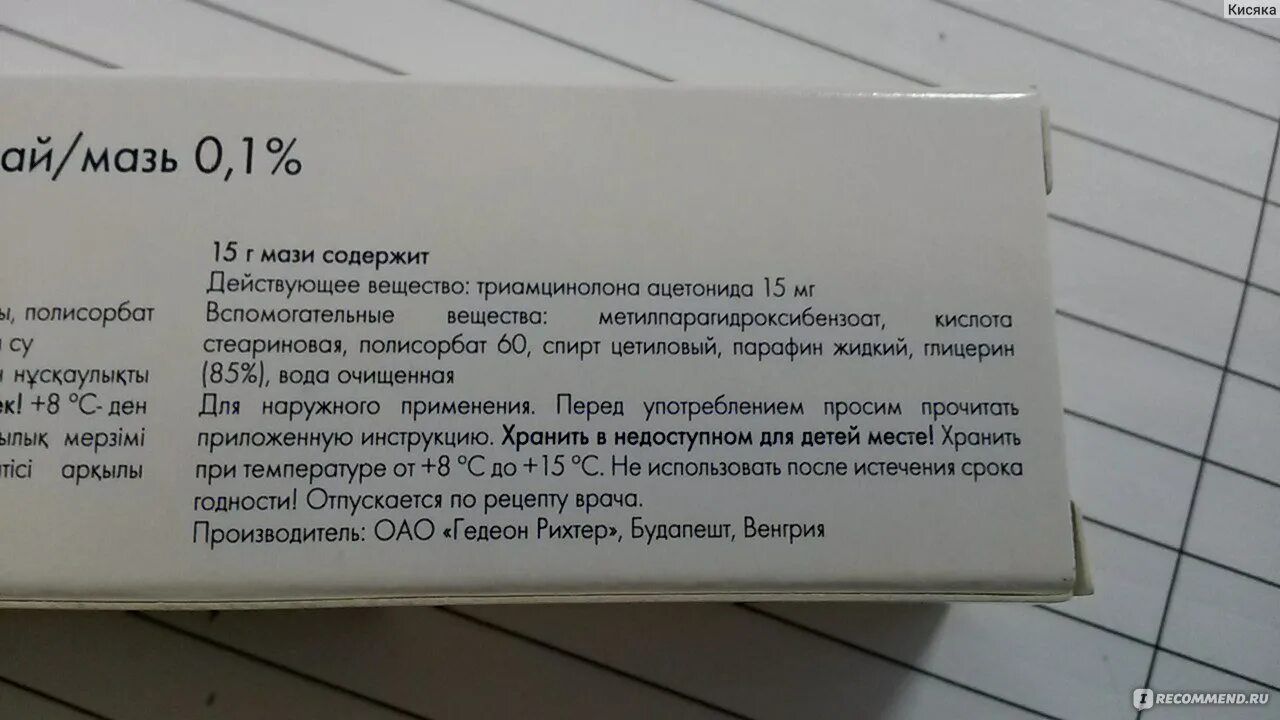 Кисяка
ай/мазь 0,1%
ы, полисорбат
су
н нұсқаулықты
ек! +8 °С- ден
ылық мерзімі
тісі арқылы
15 г мази содержит
Действующее вещество: триамцинолона ацетонида 15 мг
Вспомогательные вещества: метилпарагидроксибензоат, кислота
стеариновая, полисорбат 60, спирт цетиловый, парафин жидкий, глицерин
(85%), вода очищенная
Для наружного применения. Перед употреблением просим прочитать
приложенную инструкцию. Хранить в недоступном для детей месте! Хранить
при температуре от +8 °С до +15 °С. Не использовать после истечения срока
годности! Отпускается по рецепту врача.
Производитель: ОАО «Гедеон Рихтер», Будапешт, Венгрия
IRECOMMEND.RU